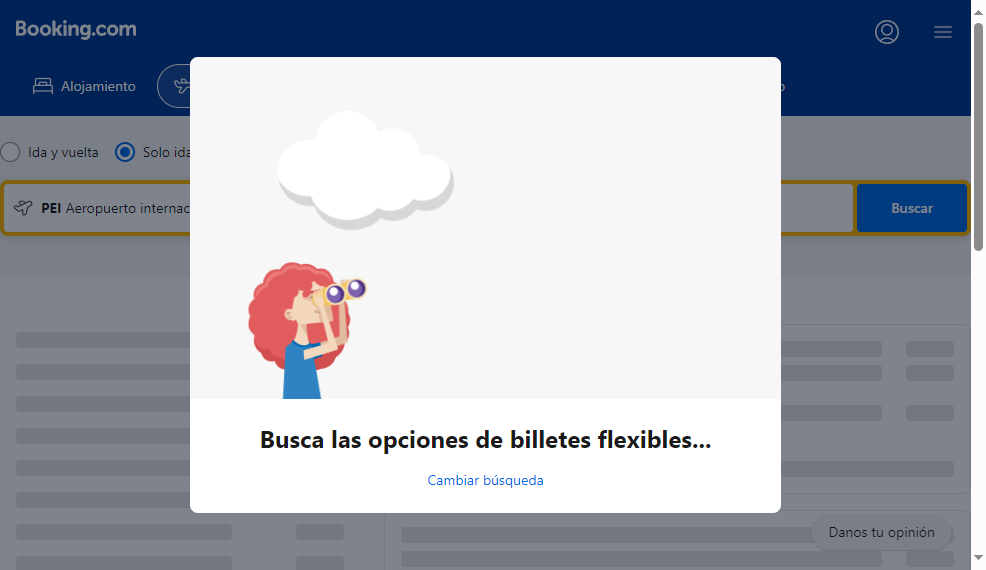 Booking.com
Alojamiento
Ida y vuelta
Solo ida
PEI Aeropuerto internac
Buscar
Busca las opciones de billetes flexibles...
Cambiar búsqueda
Danos tu opinión